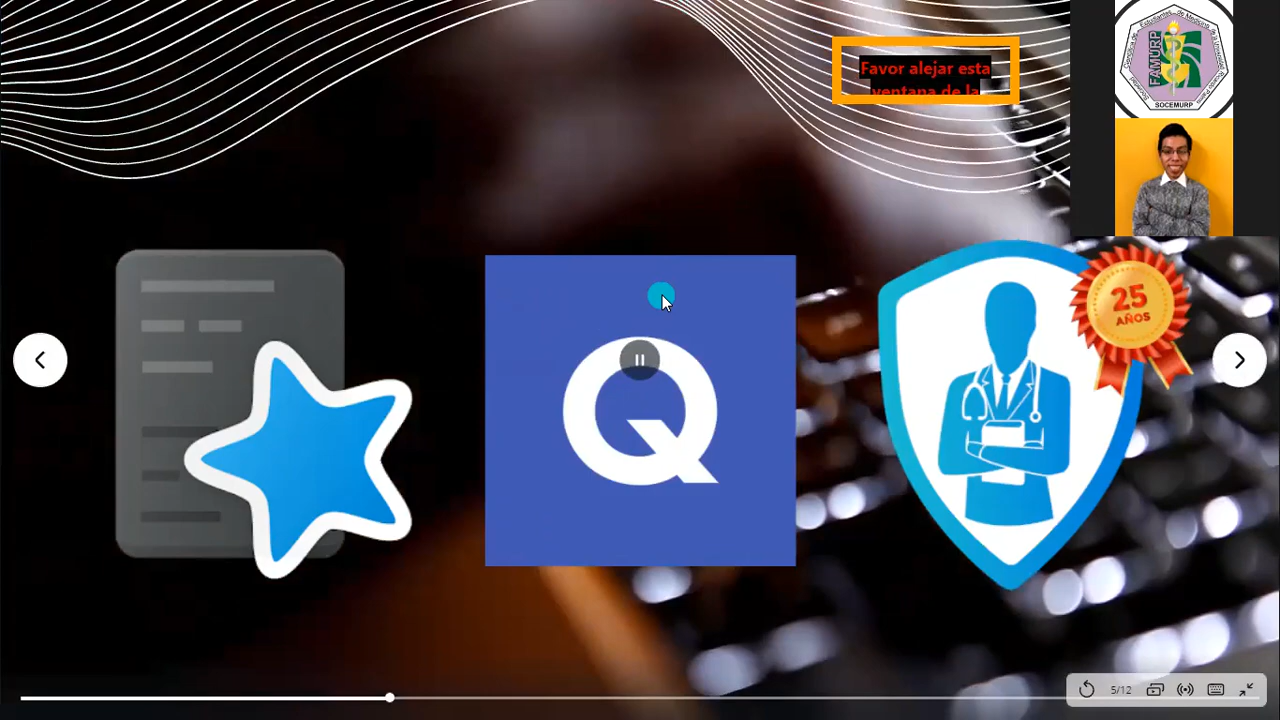 Favor alejar esta
ventana de la
FAMURP
SOCEMURP
25
AÑOS
Q
5/12